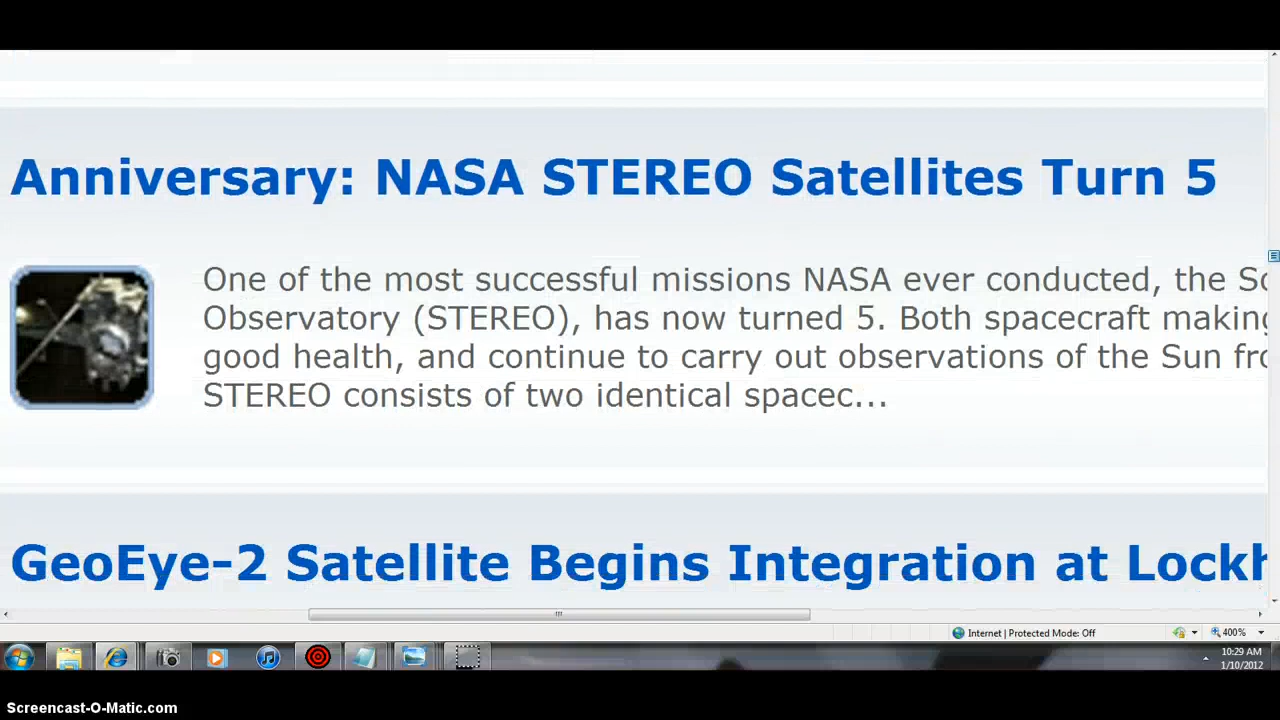 Anniversary: NASA STEREO Satellites Turn 5
One of the most successful missions NASA ever conducted, the
Observatory (STEREO), has now turned 5. Both spacecraft making
good health, and continue to carry out observations of the Sun
STEREO consists of two identical spacec...
GeoEye-2 Satellite Begins Integration at
Internet | Protected Mode: Off
400%
10:29 AM
1/10/2012
Screencast-O-Matic.com